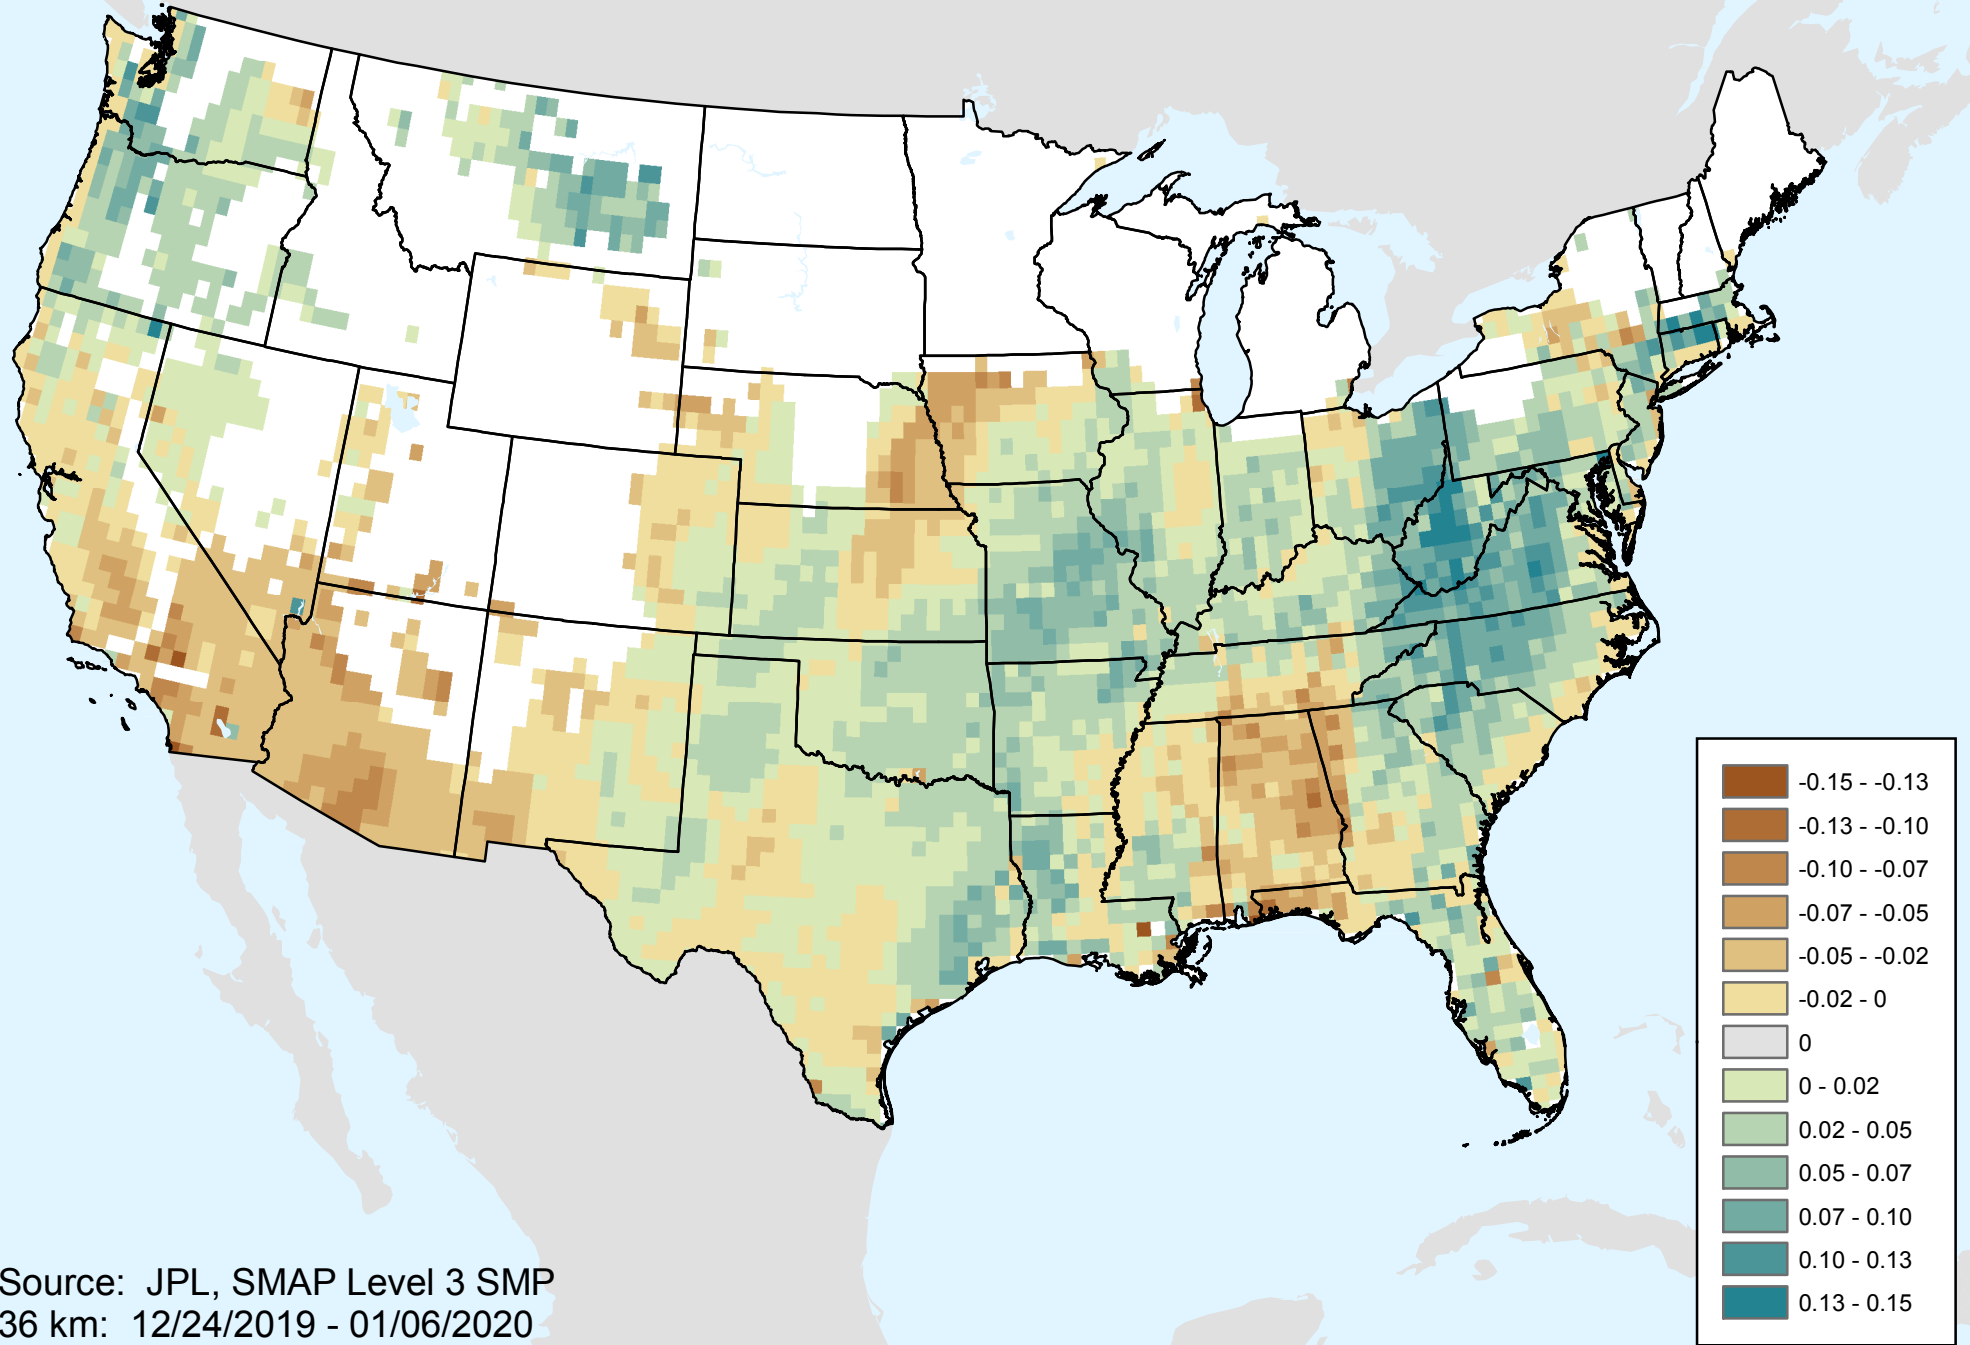 -0.15 - -0.13
-0.13 - -0.10
-0.10 - -0.07
-0.07 - -0.05
-0.05 - -0.02
-0.02 - 0
0
0 - 0.02
0.02 - 0.05
0.05 - 0.07
0.07 - 0.10
0.10 - 0.13
0.13 - 0.15
Source: JPL, SMAP Level 3 SMP
36 km: 12/24/2019 - 01/06/2020